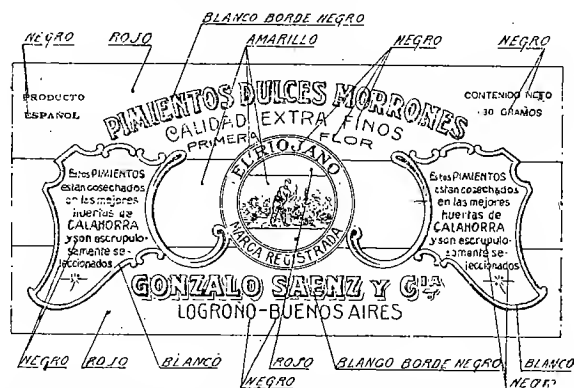 BLANCO BORDE NEGRO
NEGRO ROJO AMARILLO NEGRO NEGRO
PRODUCTO
ESPAÑOL
CONTENIDO NETO
30 GRAMOS
PIMIENTOS DULCES MORRONES
CALIDAD EXTRA FINOS
PRIMERA FLOR
EL RIOJANO
MARCA REGISTRADA
Estos PIMIENTOS
estan cosechados
en las mejores
huertas de
CALAHORRA
y son escrupulo-
samente se-
leccionados
Estos PIMIENTOS
estan cosechados
en las mejores
huertas de
CALAHORRA
y son escrupulo-
samente se-
leccionados
GONZALO SAENZ Y Cia
LOGROÑO-BUENOS AIRES
NEGRO ROJO BLANCO ROJO BLANGO BORDE NEGRO BLANCO
NEGRO